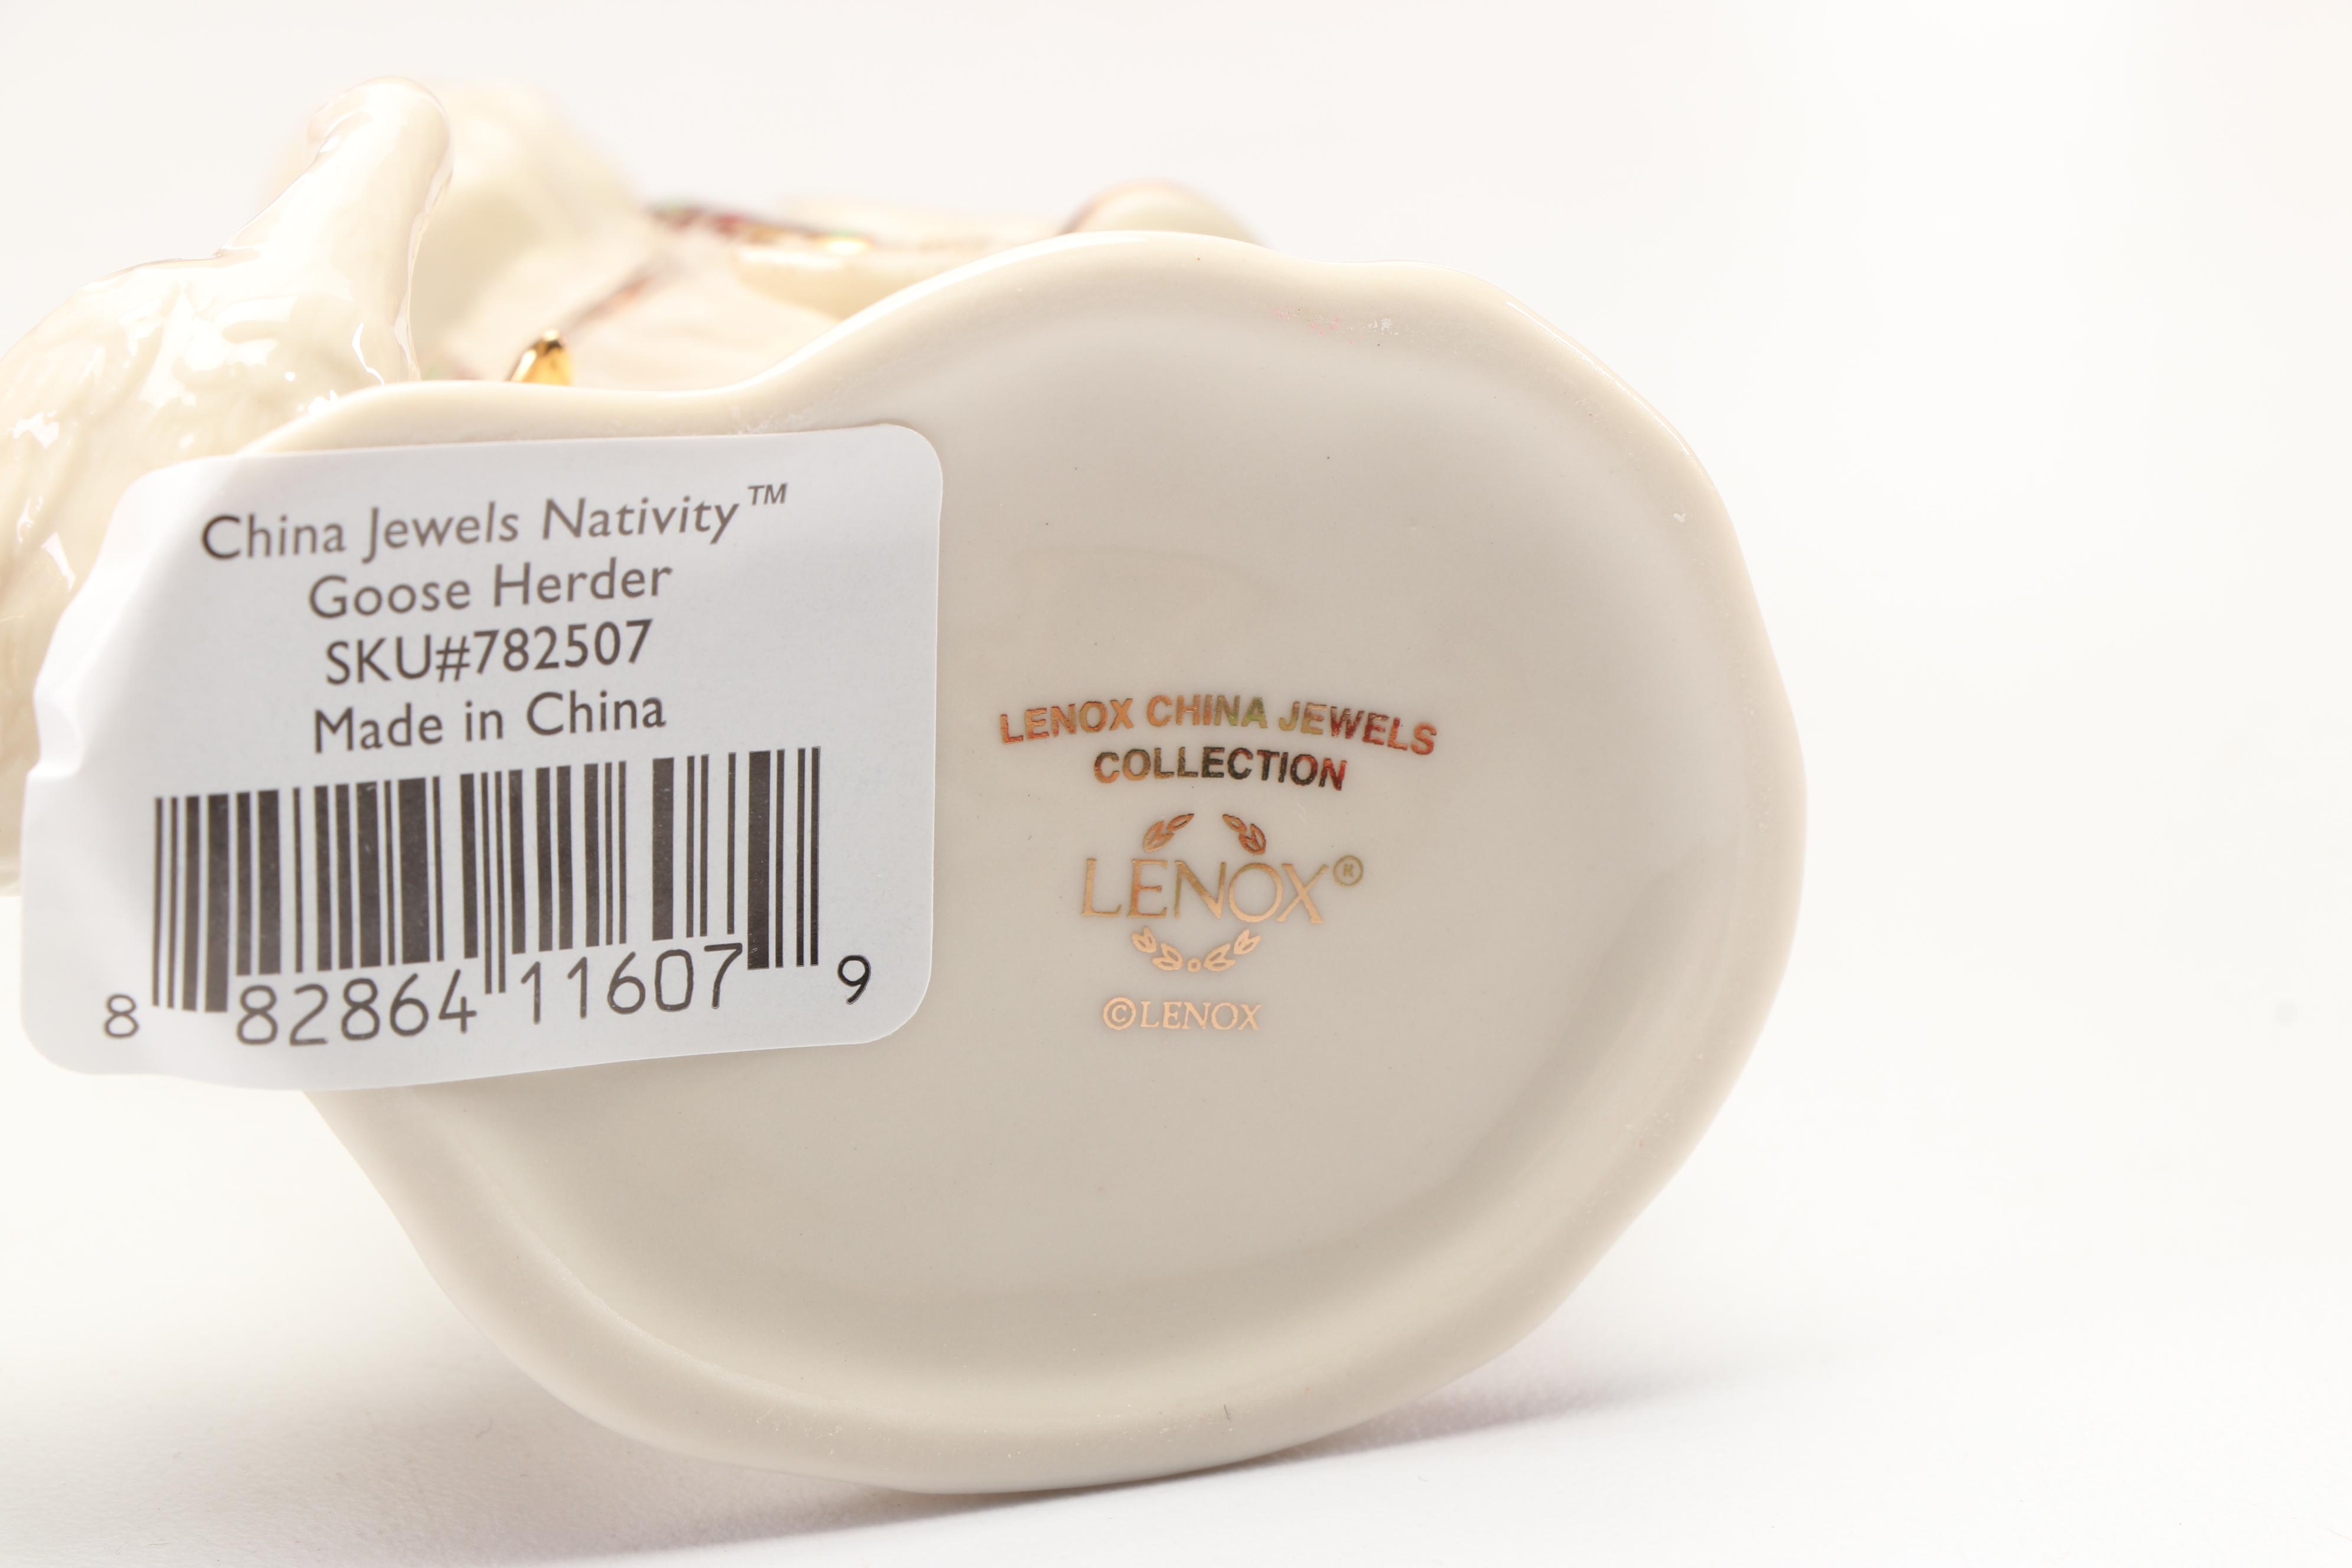 China Jewels Nativity™
Goose Herder
SKU#782507
Made in China
8 82864 11607 9
LENOX CHINA JEWELS
COLLECTION
LENOX®
©LENOX